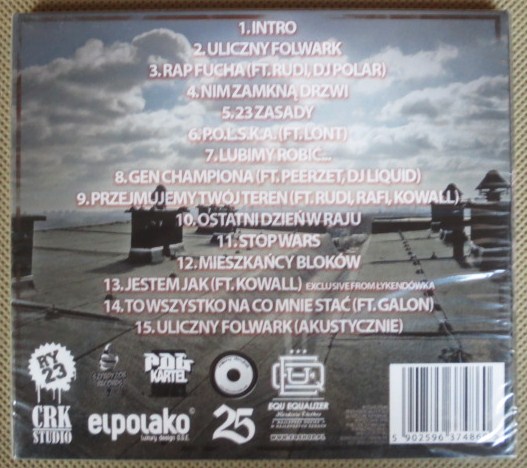 1. INTRO
2. ULICZNY FOLWARK
3. RAP FUCHA (FT. RUDI, DJ POLAR)
4. NIM ZAMKNĄ DRZWI
5. 23 ZASADY
6. P.O.L.S.K.A. (FT. LONT)
7. LUBIMY ROBIĆ...
8. GEN CHAMPIONA (FT. PEERZET, DJ LIQUID)
9. PRZEJMUJEMY TWÓJ TEREN (FT. RUDI, RAFI, KOWALL)
10. OSTATNI DZIEŃ W RAJU
11. STOP WARS
12. MIESZKAŃCY BLOKÓW
13. JESTEM JAK (FT. KOWALL) EXCLUSIVE FROM ŁYKENDÓWKA
14. TO WSZYSTKO NA CO MNIE STAĆ (FT. GALON)
15. ULICZNY FOLWARK (AKUSTYCZNIE)
RY
23
CRK
STUDIO
PDG
KARTEL
elpolako
luxury design
25
EQU EQUALIZER
5 902596 37488